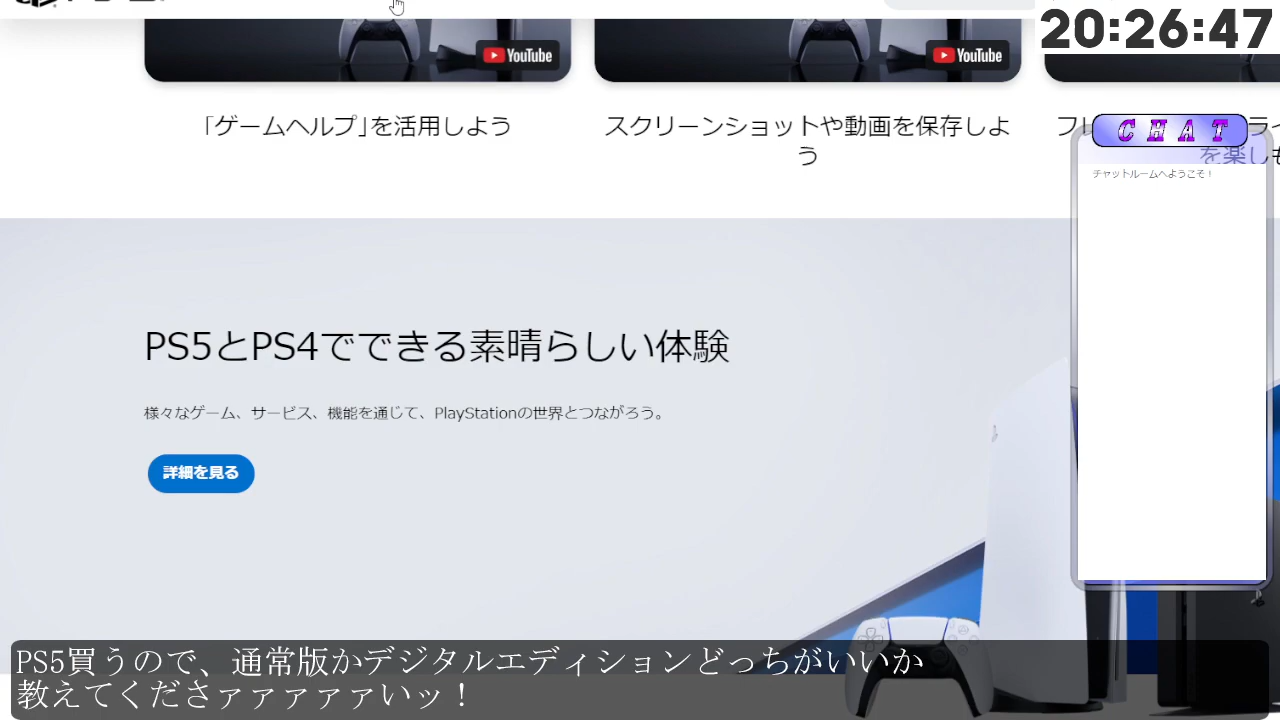 20:26:47
YouTube
YouTube
「ゲームヘルプ」を活用しよう
スクリーンショットや動画を保存しよ
う
を楽し
CHAT
チャットルームへようこそ!
PS5とPS4でできる素晴らしい体験
様々なゲーム、サービス、機能を通じて、PlayStationの世界とつながろう。
詳細を見る
PS5買うので、通常版かデジタルエディションどっちがいいか
教えてくださァァァァァいッ!